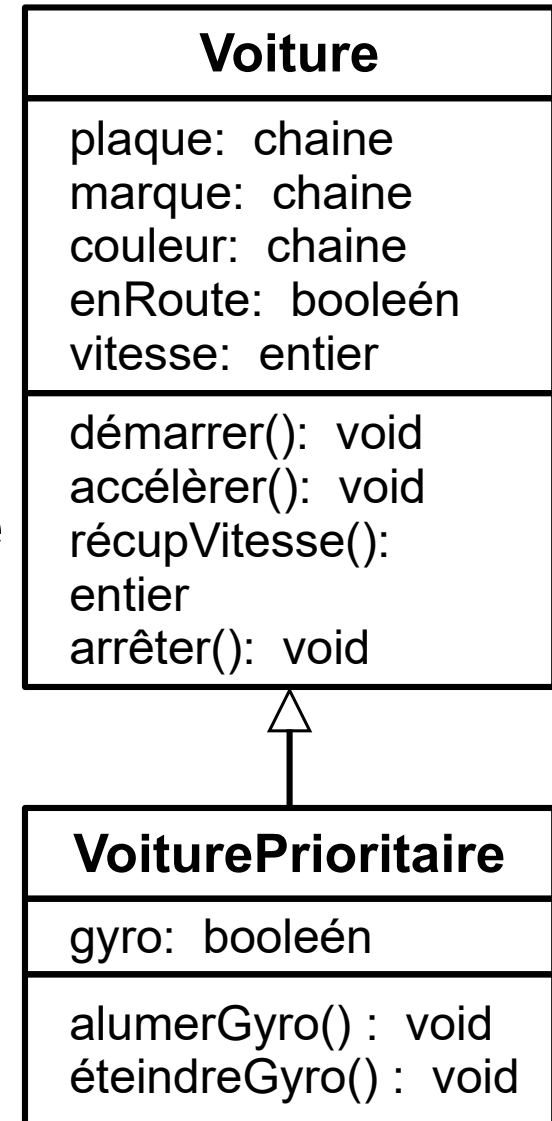 Voiture
plaque: chaine
marque: chaine
couleur: chaine
enRoute: booleén
vitesse: entier
démarrer(): void
accélèrer(): void
récupVitesse():
entier
arrêter(): void
VoiturePrioritaire
gyro: booleén
alumerGyro() : void
éteindreGyro() : void